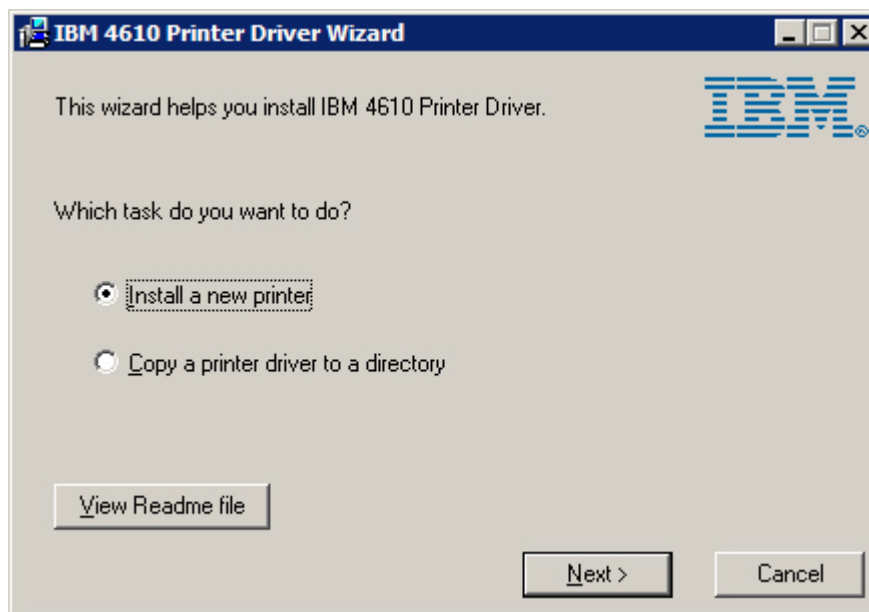 IBM 4610 Printer Driver Wizard
This wizard helps you install IBM 4610 Printer Driver.
IBM®
Which task do you want to do?
Install a new printer
Copy a printer driver to a directory
View Readme file
Next >
Cancel